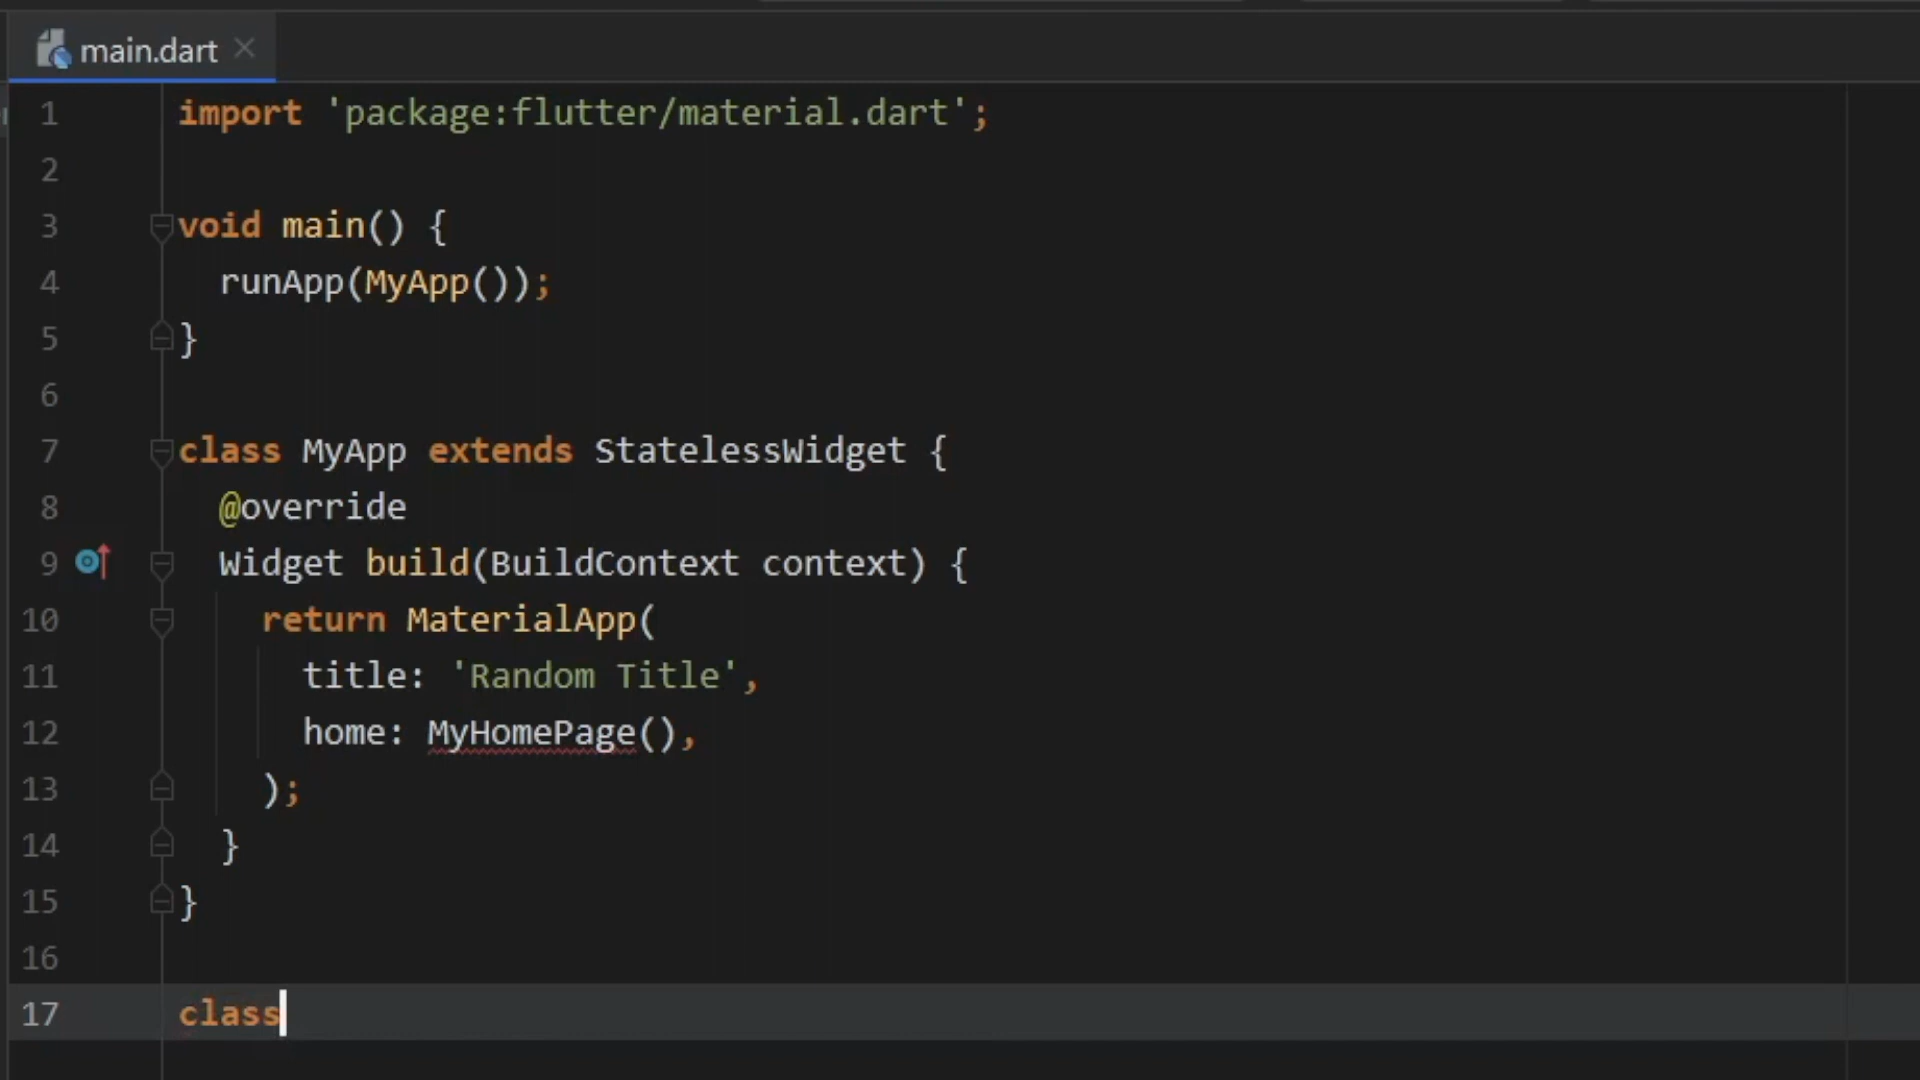 main.dart
1 import 'package:flutter/material.dart';
2
3 void main() {
4 runApp(MyApp());
5 }
6
7 class MyApp extends StatelessWidget {
8 @override
9 Widget build(BuildContext context) {
10 return MaterialApp(
11 title: 'Random Title',
12 home: MyHomePage(),
13 );
14 }
15 }
16
17 class